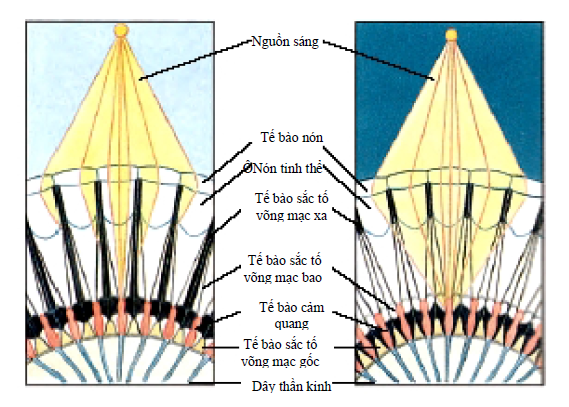 Nguồn sáng
Tế bào nón
ỞNón tinh thể
Tế bào sắc tố
võng mạc xa
Tế bào sắc tố
võng mạc bao
Tế bào cảm
quang
Tế bào sắc tố
võng mạc gốc
Dây thần kinh